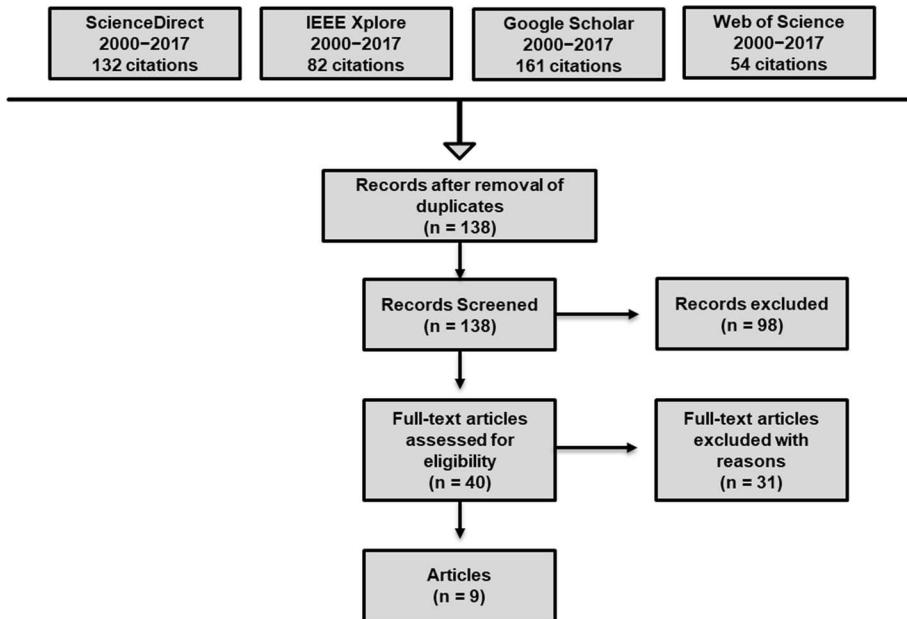 ScienceDirect
2000−2017
132 citations
IEEE Xplore
2000−2017
82 citations
Google Scholar
2000−2017
161 citations
Web of Science
2000−2017
54 citations
Records after removal of
duplicates
(n = 138)
Records Screened
(n = 138)
Records excluded
(n = 98)
Full-text articles
assessed for
eligibility
(n = 40)
Full-text articles
excluded with
reasons
(n = 31)
Articles
(n = 9)